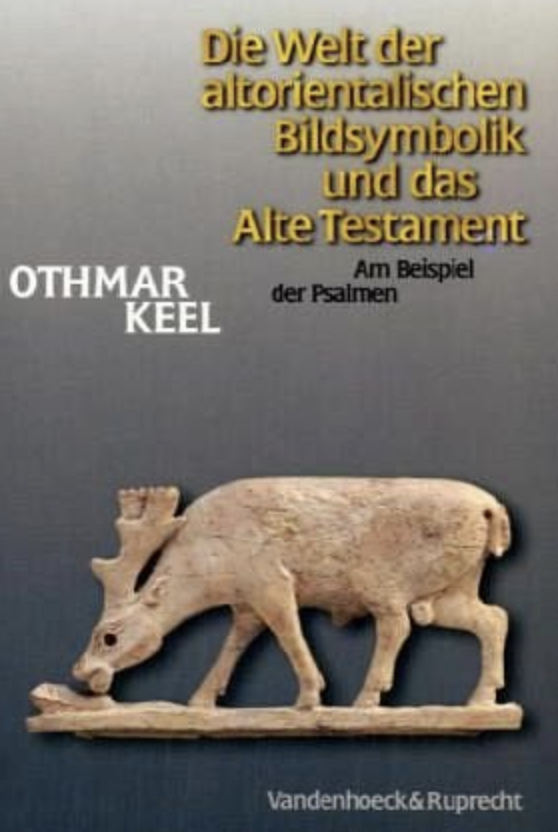 Die Welt der
altorientalischen
Bildsymbolik
und das
Alte Testament
Am Beispiel
der Psalmen
OTHMAR
KEEL
Vandenhoeck & Ruprecht